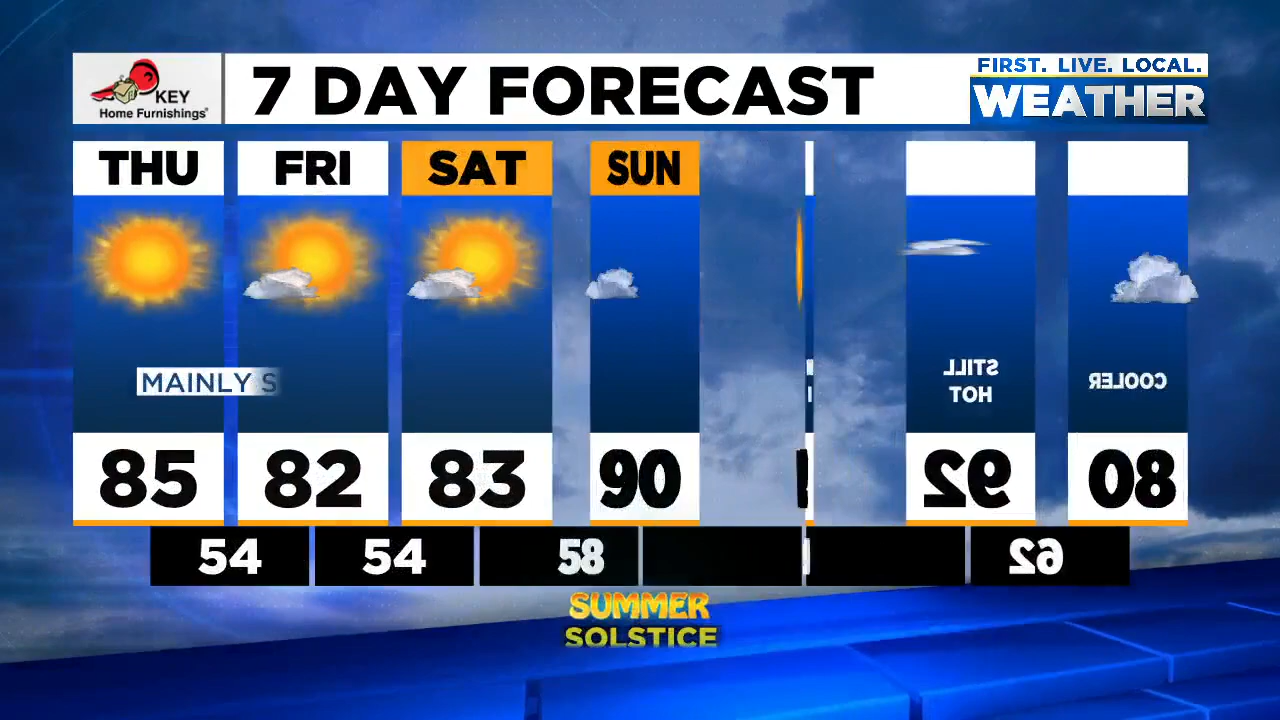 KEY
Home Furnishings
7 DAY FORECAST
FIRST. LIVE. LOCAL.
WEATHER
THU
FRI
SAT
SUN
MAINLY S
STILL
HOT
COOLER
85
82
83
90
92
80
54
54
58
62
SUMMER
SOLSTICE